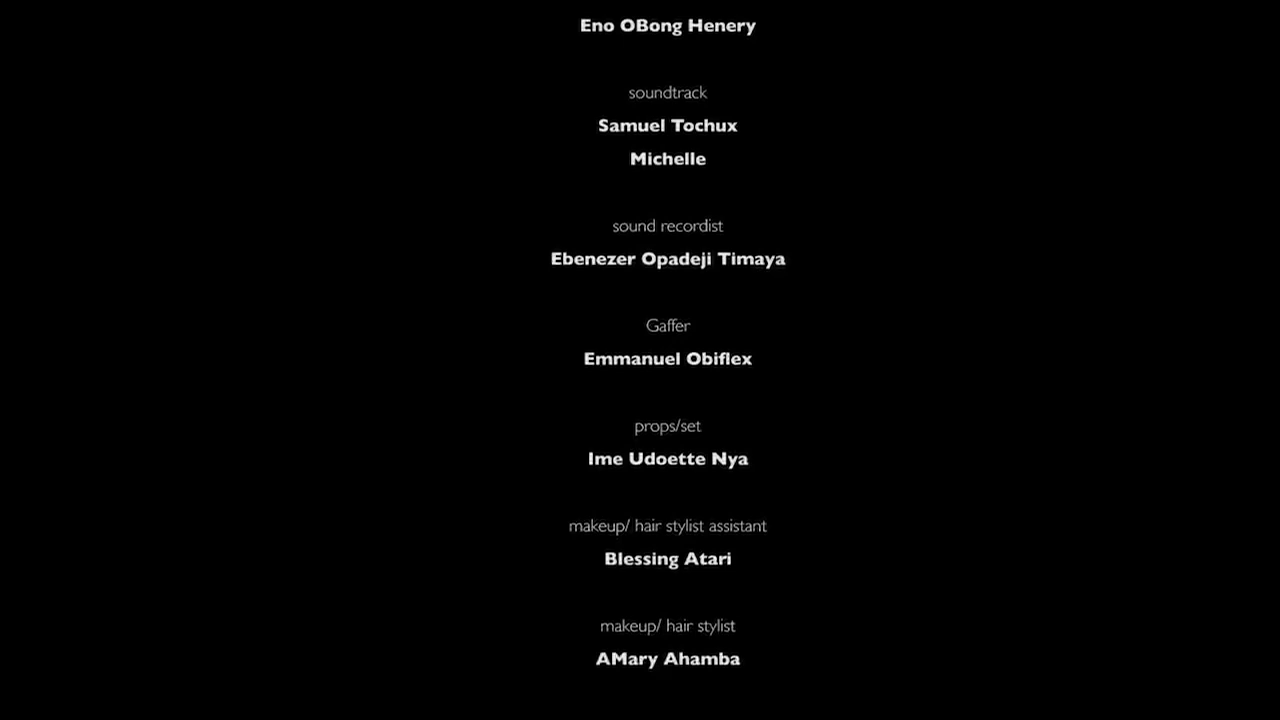 Eno OBong Henery
soundtrack
Samuel Tochux
Michelle
sound recordist
Ebenezer Opadeji Timaya
Gaffer
Emmanuel Obiflex
props/set
Ime Udoette Nya
makeup/ hair stylist assistant
Blessing Atari
makeup/ hair stylist
AMary Ahamba